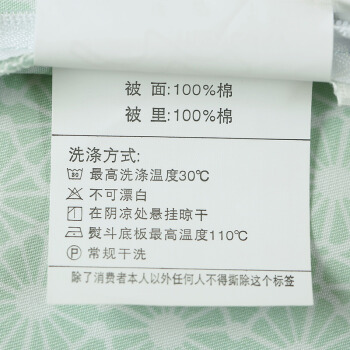 被 面:100%棉
被 里:100%棉
洗涤方式:
最高洗涤温度30℃
不可漂白
在阴凉处悬挂晾干
熨斗底板最高温度110℃
P 常规干洗
除了消费者本人以外任何人不得撕除这个标签